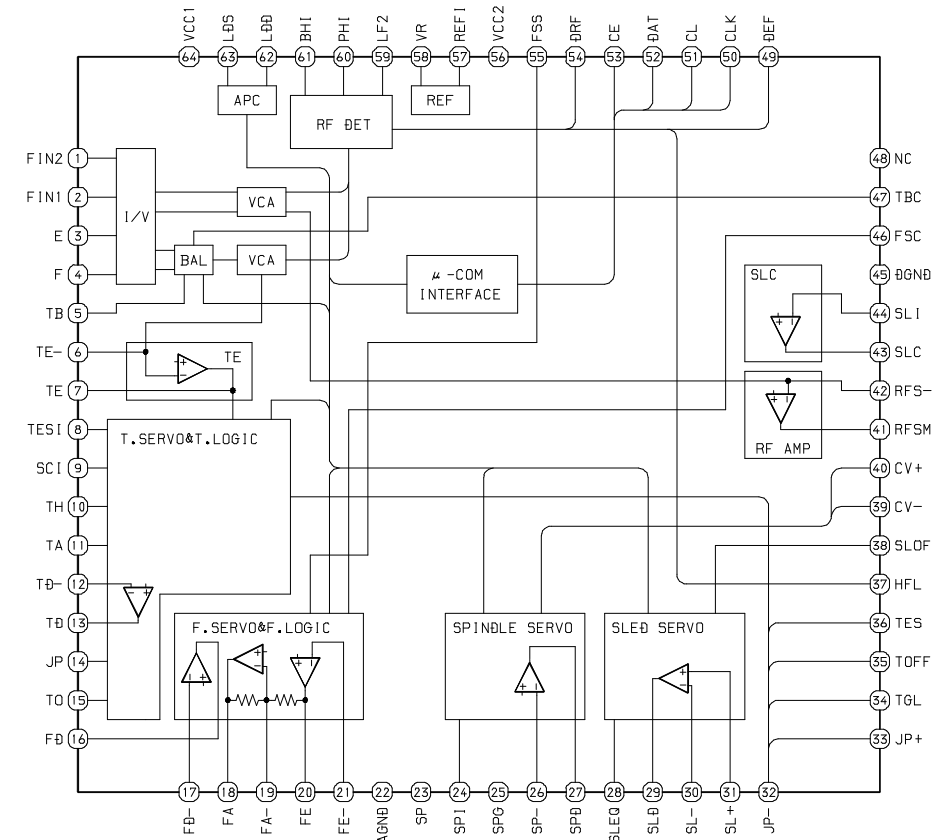 VCC1 LDS LDD BHI PHI LF2 VR REFI VCC2 FSS DRF CE DAT CL CLK DEF
64 63 62 61 60 59 58 57 56 55 54 53 52 51 50 49
APC
RF DET
REF
FIN2 1
FIN1 2
E 3
F 4
TB 5
TE- 6
TE 7
TESI 8
SCI 9
TH 10
TA 11
TD- 12
TD 13
JP 14
TO 15
FD 16
I/V
VCA
BAL
VCA
μ-COM
INTERFACE
SLC
TE
RF AMP
T.SERVO&T.LOGIC
F.SERVO&F.LOGIC
SPINDLE SERVO
SLED SERVO
48 NC
47 TBC
46 FSC
45 DGND
44 SLI
43 SLC
42 RFS-
41 RFSM
40 CV+
39 CV-
38 SLOF
37 HFL
36 TES
35 TOFF
34 TGL
33 JP+
17 18 19 20 21 22 23 24 25 26 27 28 29 30 31 32
FD- FA FA- FE FE- AGND SP SPI SPG SP- SPD SLEQ SLD SL- SL+ JP-